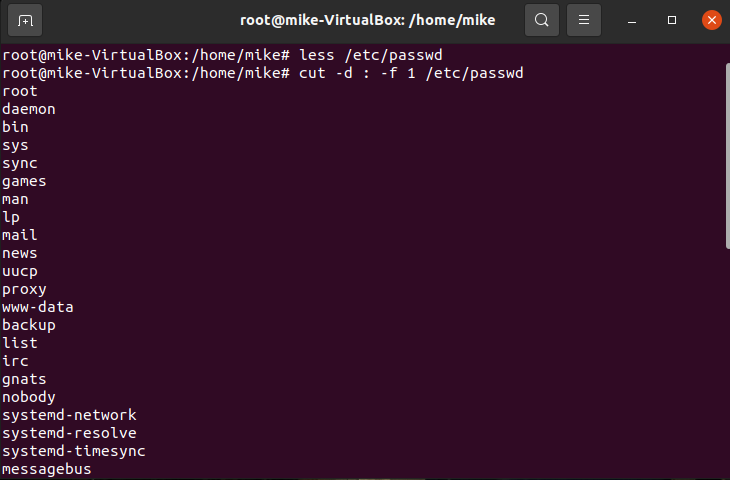 root@mike-VirtualBox: /home/mike
root@mike-VirtualBox:/home/mike# less /etc/passwd
root@mike-VirtualBox:/home/mike# cut -d : -f 1 /etc/passwd
root
daemon
bin
sys
sync
games
man
lp
mail
news
uucp
proxy
www-data
backup
list
irc
gnats
nobody
systemd-network
systemd-resolve
systemd-timesync
messagebus